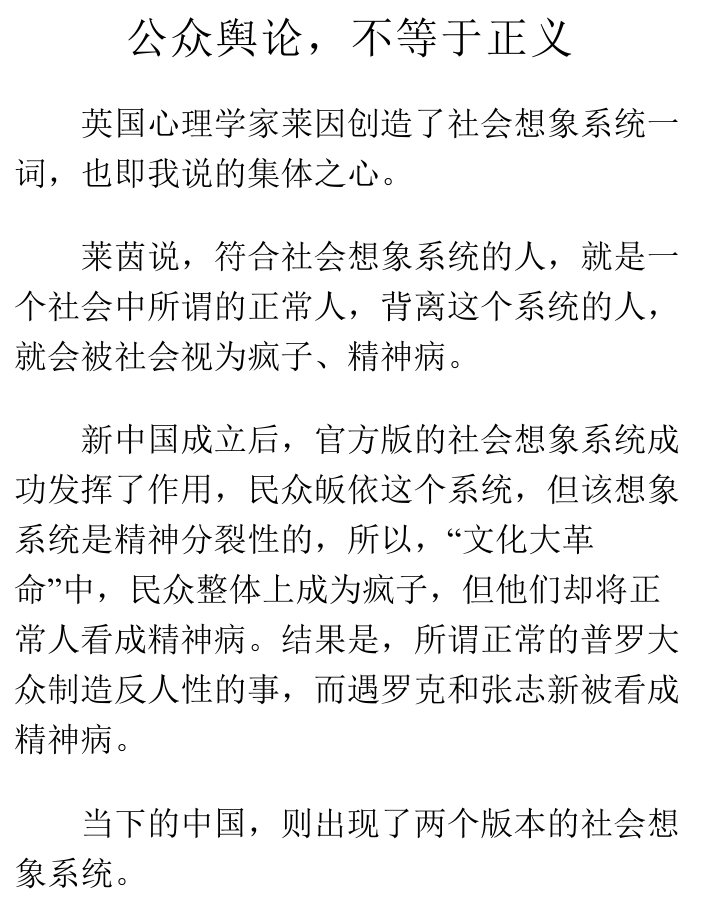 公众舆论，不等于正义
英国心理学家莱因创造了社会想象系统一
词，也即我说的集体之心。
莱茵说，符合社会想象系统的人，就是一
个社会中所谓的正常人，背离这个系统的人，
就会被社会视为疯子、精神病。
新中国成立后，官方版的社会想象系统成
功发挥了作用，民众皈依这个系统，但该想象
系统是精神分裂性的，所以，“文化大革
命”中，民众整体上成为疯子，但他们却将正
常人看成精神病。结果是，所谓正常的普罗大
众制造反人性的事，而遇罗克和张志新被看成
精神病。
当下的中国，则出现了两个版本的社会想
象系统。